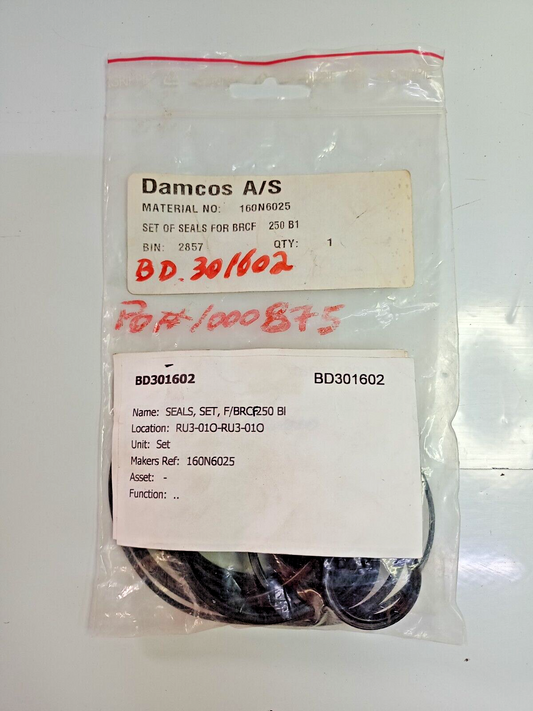 Damcos A/S
MATERIAL NO: 160N6025
SET OF SEALS FOR BRCF 250 B1
BIN: 2857 QTY: 1
BD.301602
PO#1000875
BD301602 BD301602
Name: SEALS, SET, F/BRCF250 BI
Location: RU3-01O-RU3-01O
Unit: Set
Makers Ref: 160N6025
Asset: -
Function: ..